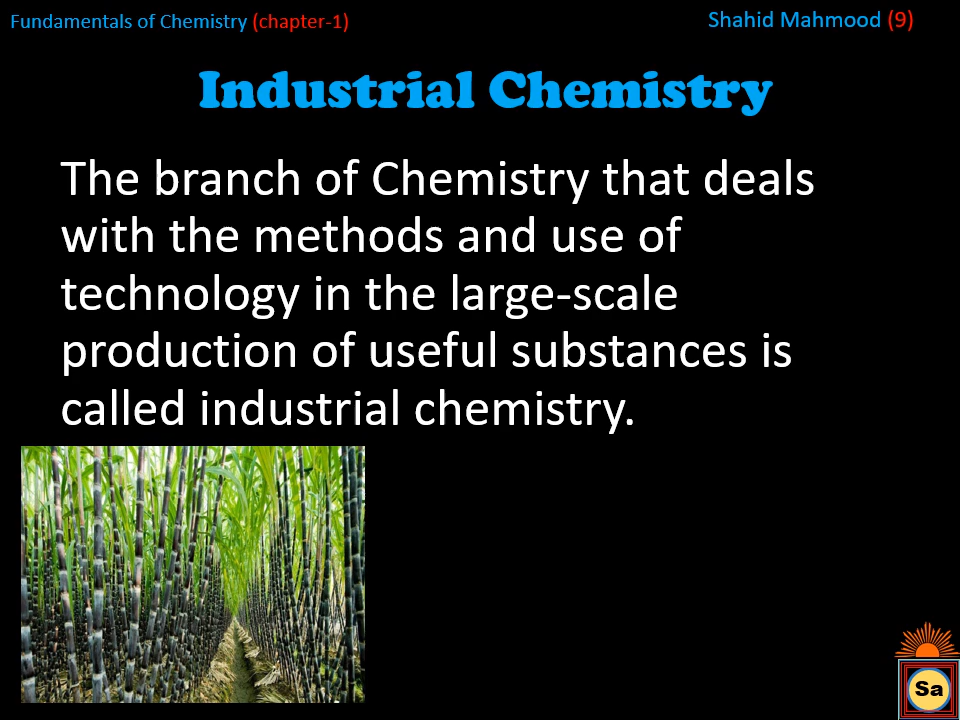 Fundamentals of Chemistry (chapter-1)
Shahid Mahmood (9)
Industrial Chemistry
The branch of Chemistry that deals
with the methods and use of
technology in the large-scale
production of useful substances is
called industrial chemistry.
Sa